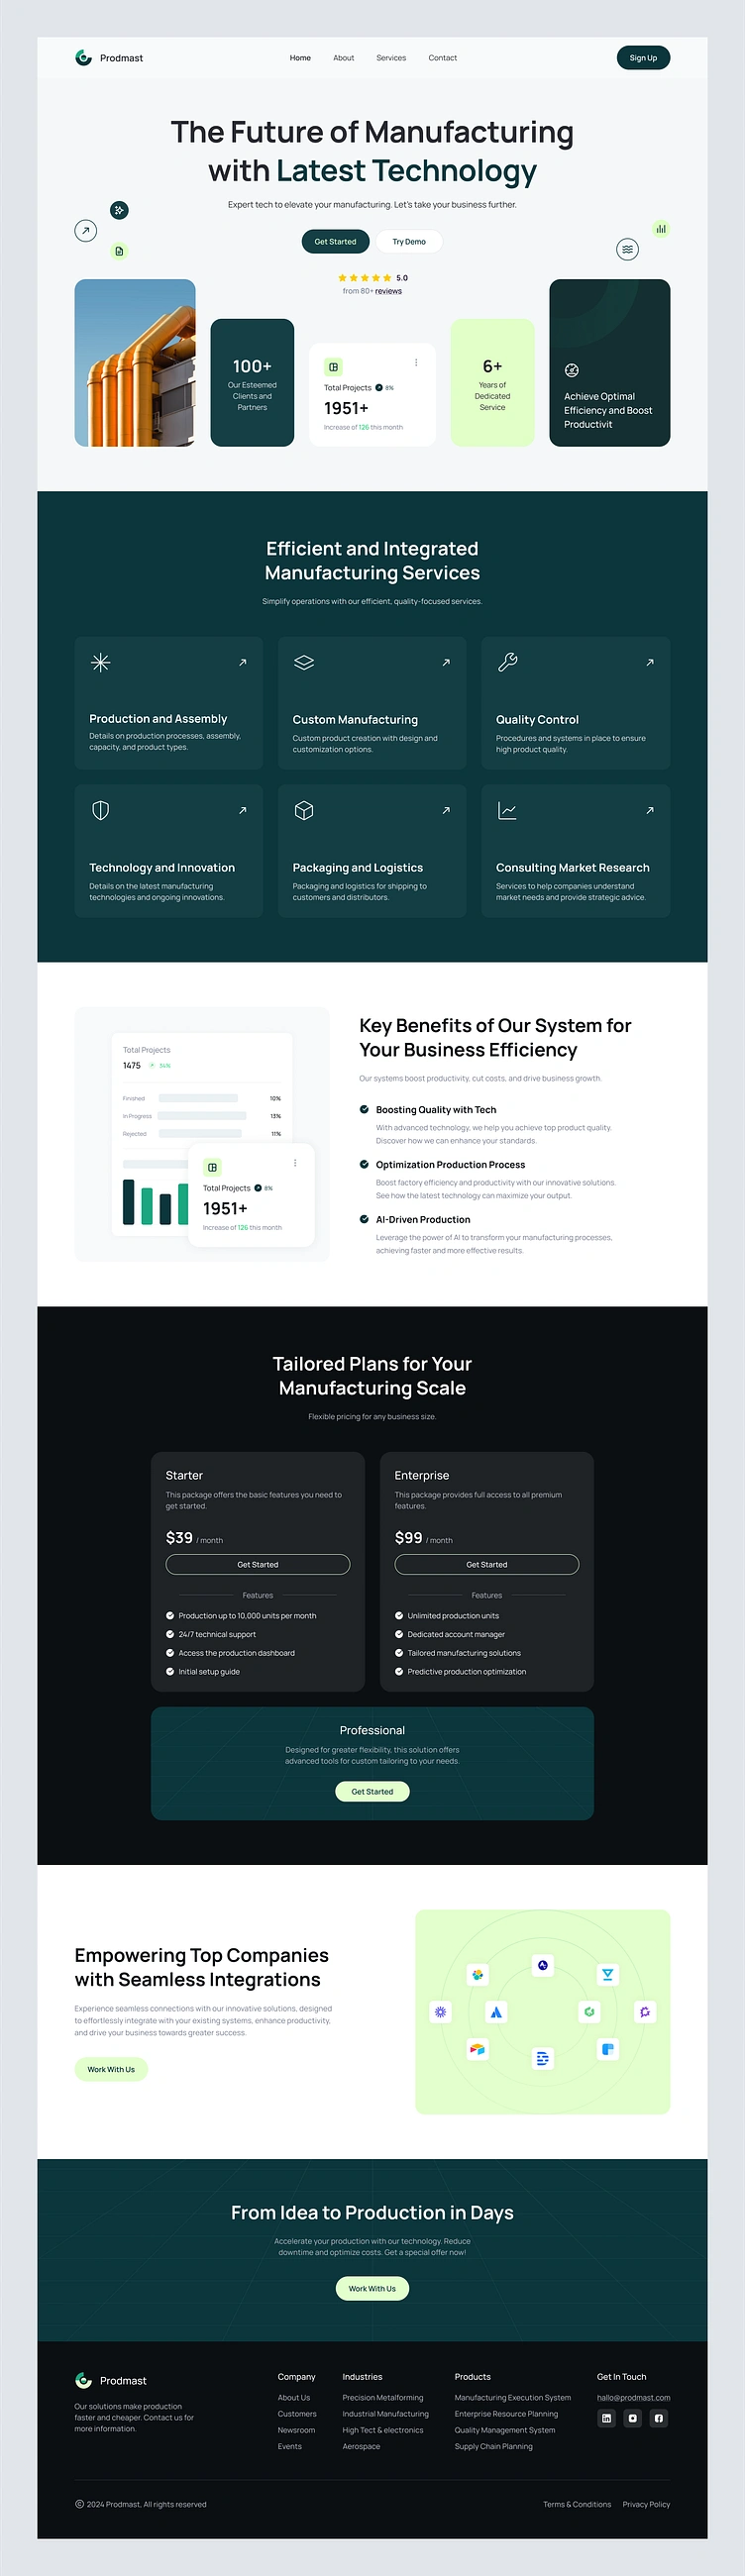 Prodmast
Home
About
Services
Contact
Sign Up
The Future of Manufacturing
with Latest Technology
Expert tech to elevate your manufacturing. Let's take your business further.
Get Started
Try Demo
5.0
from 80+ reviews
100+
Our Esteemed
Clients and
Partners
Total Projects
8%
1951+
Increase of 126 this month
6+
Years of
Dedicated
Service
Achieve Optimal
Efficiency and Boost
Productivit
Efficient and Integrated
Manufacturing Services
Simplify operations with our efficient, quality-focused services.
Production and Assembly
Details on production processes, assembly,
capacity, and product types.
Custom Manufacturing
Custom product creation with design and
customization options.
Quality Control
Procedures and systems in place to ensure
high product quality.
Technology and Innovation
Details on the latest manufacturing
technologies and ongoing innovations.
Packaging and Logistics
Packaging and logistics for shipping to
customers and distributors.
Consulting Market Research
Services to help companies understand
market needs and provide strategic advice.
Total Projects
1475
34%
Finished
10%
In Progress
13%
Rejected
11%
Total Projects
8%
1951+
Increase of 126 this month
Key Benefits of Our System for
Your Business Efficiency
Our systems boost productivity, cut costs, and drive business growth.
Boosting Quality with Tech
With advanced technology, we help you achieve top product quality.
Discover how we can enhance your standards.
Optimization Production Process
Boost factory efficiency and productivity with our innovative solutions.
See how the latest technology can maximize your output.
AI-Driven Production
Leverage the power of AI to transform your manufacturing processes,
achieving faster and more effective results.
Tailored Plans for Your
Manufacturing Scale
Flexible pricing for any business size.
Starter
This package offers the basic features you need to
get started.
$39 / month
Get Started
Features
Production up to 10,000 units per month
24/7 technical support
Access the production dashboard
Initial setup guide
Enterprise
This package provides full access to all premium
features.
$99 / month
Get Started
Features
Unlimited production units
Dedicated account manager
Tailored manufacturing solutions
Predictive production optimization
Professional
Designed for greater flexibility, this solution offers
advanced tools for custom tailoring to your needs.
Get Started
Empowering Top Companies
with Seamless Integrations
Experience seamless connections with our innovative solutions, designed
to effortlessly integrate with your existing systems, enhance productivity,
and drive your business towards greater success.
Work With Us
From Idea to Production in Days
Accelerate your production with our technology. Reduce
downtime and optimize costs. Get a special offer now!
Work With Us
Prodmast
Our solutions make production
faster and cheaper. Contact us for
more information.
Company
About Us
Customers
Newsroom
Events
Industries
Precision Metalforming
Industrial Manufacturing
High Tect & electronics
Aerospace
Products
Manufacturing Execution System
Enterprise Resource Planning
Quality Management System
Supply Chain Planning
Get In Touch
hallo@prodmast.com
© 2024 Prodmast, All rights reserved
Terms & Conditions
Privacy Policy